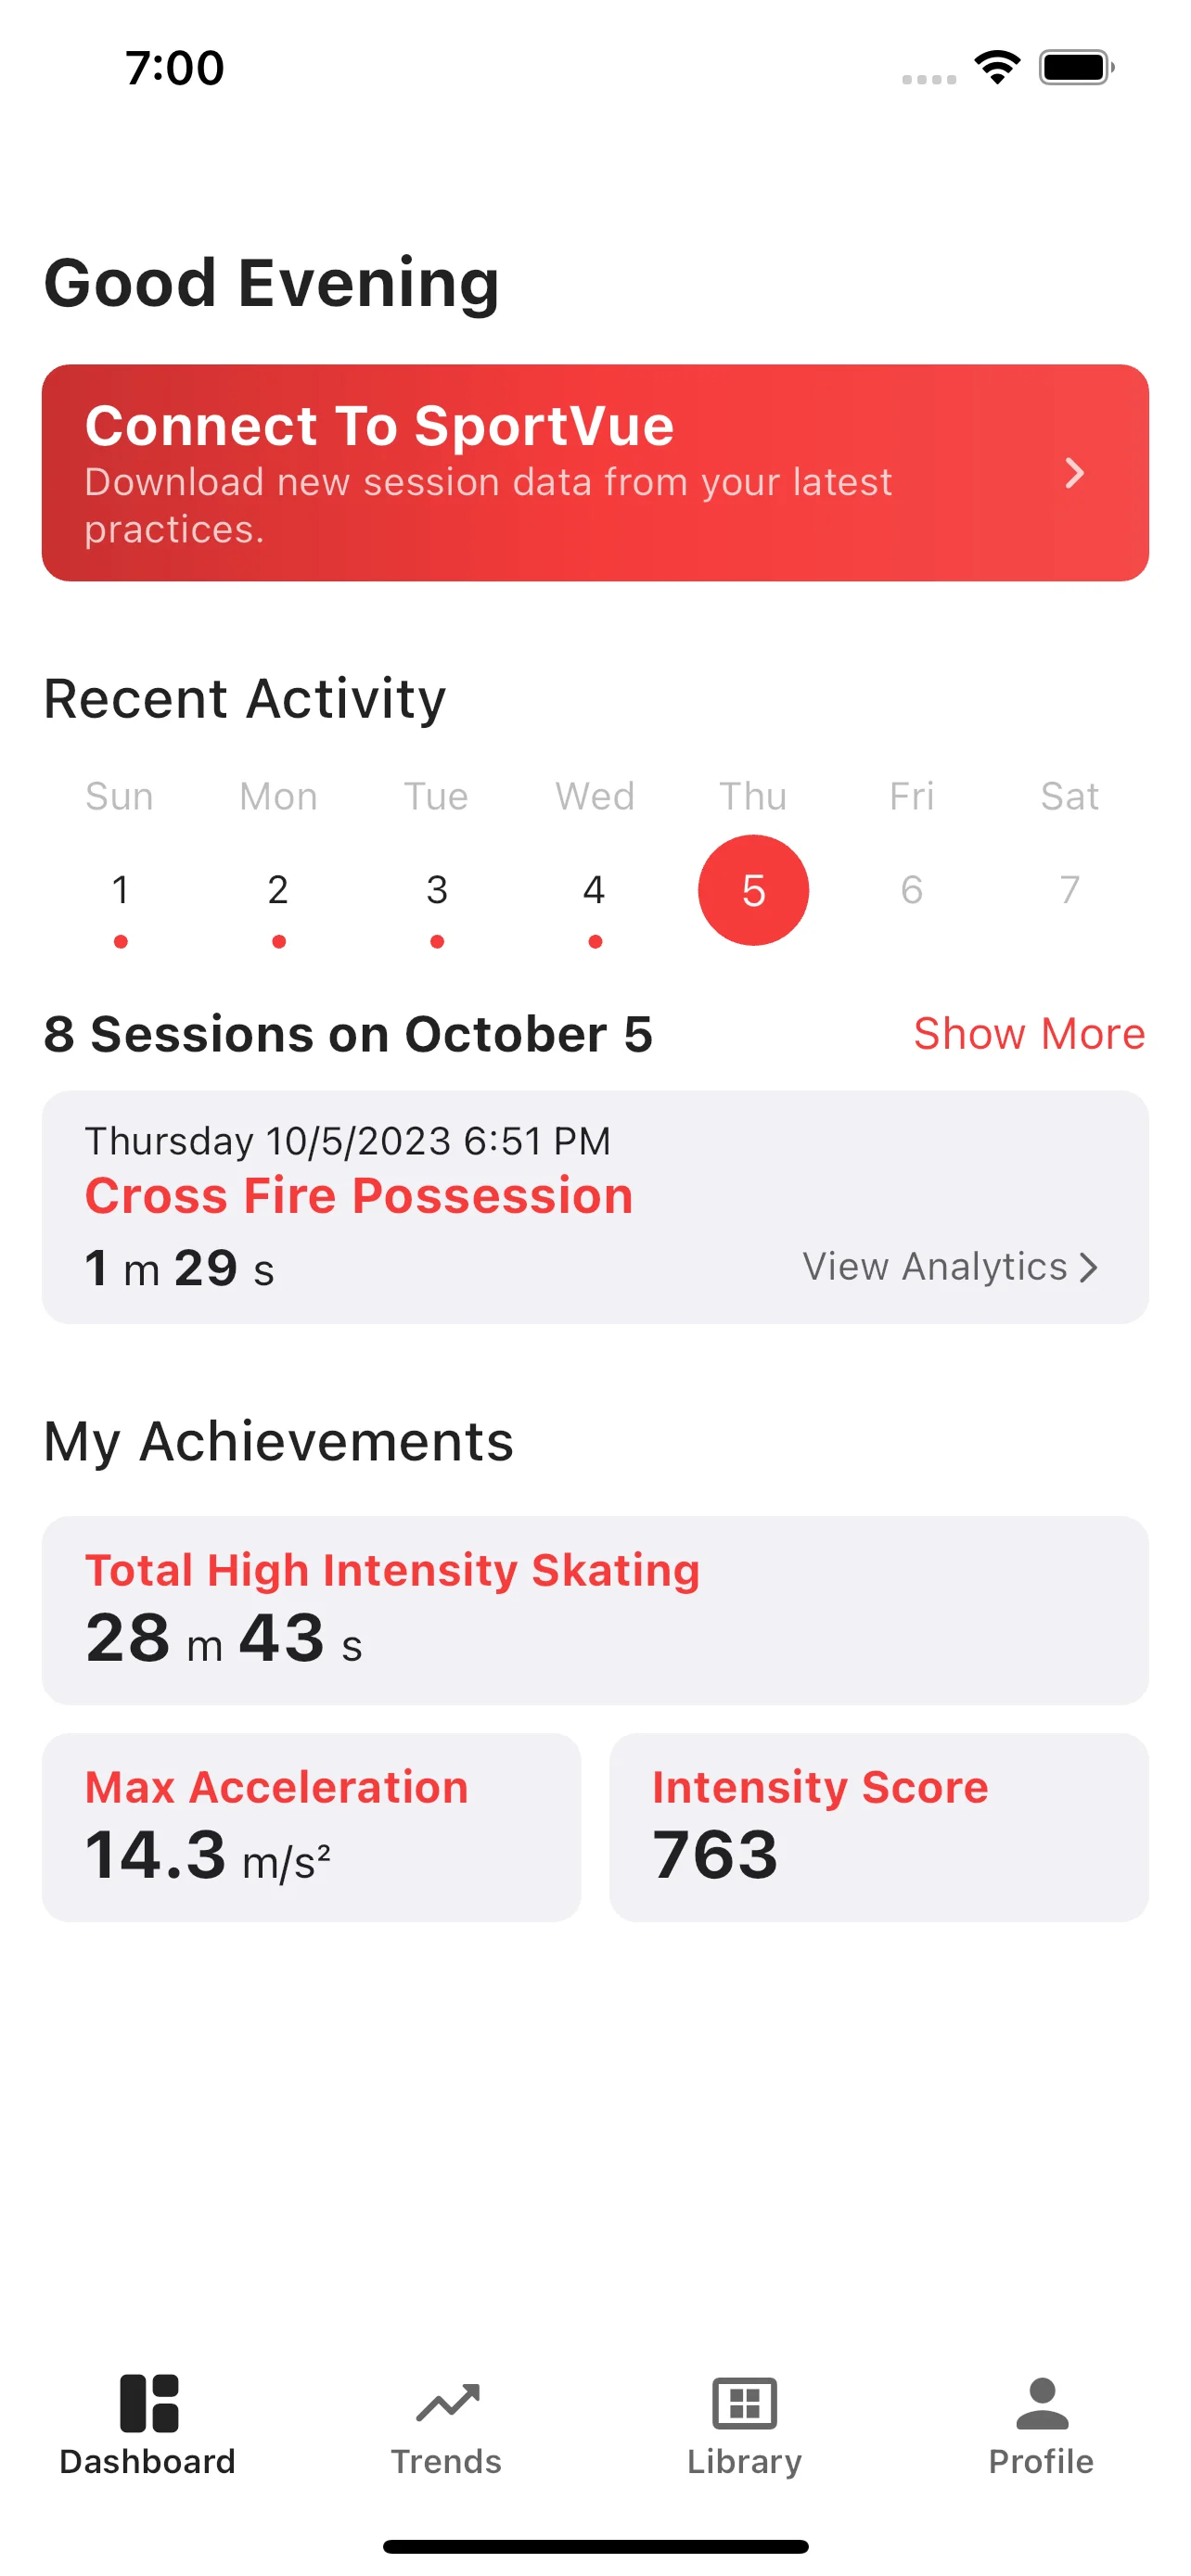 7:00
Good Evening
Connect To SportVue
Download new session data from your latest
practices.
Recent Activity
Sun Mon Tue Wed Thu Fri Sat
1 2 3 4 5 6 7
8 Sessions on October 5 Show More
Thursday 10/5/2023 6:51 PM
Cross Fire Possession
1 m 29 s View Analytics
My Achievements
Total High Intensity Skating
28 m 43 s
Max Acceleration Intensity Score
14.3 m/s² 763
Dashboard Trends Library Profile